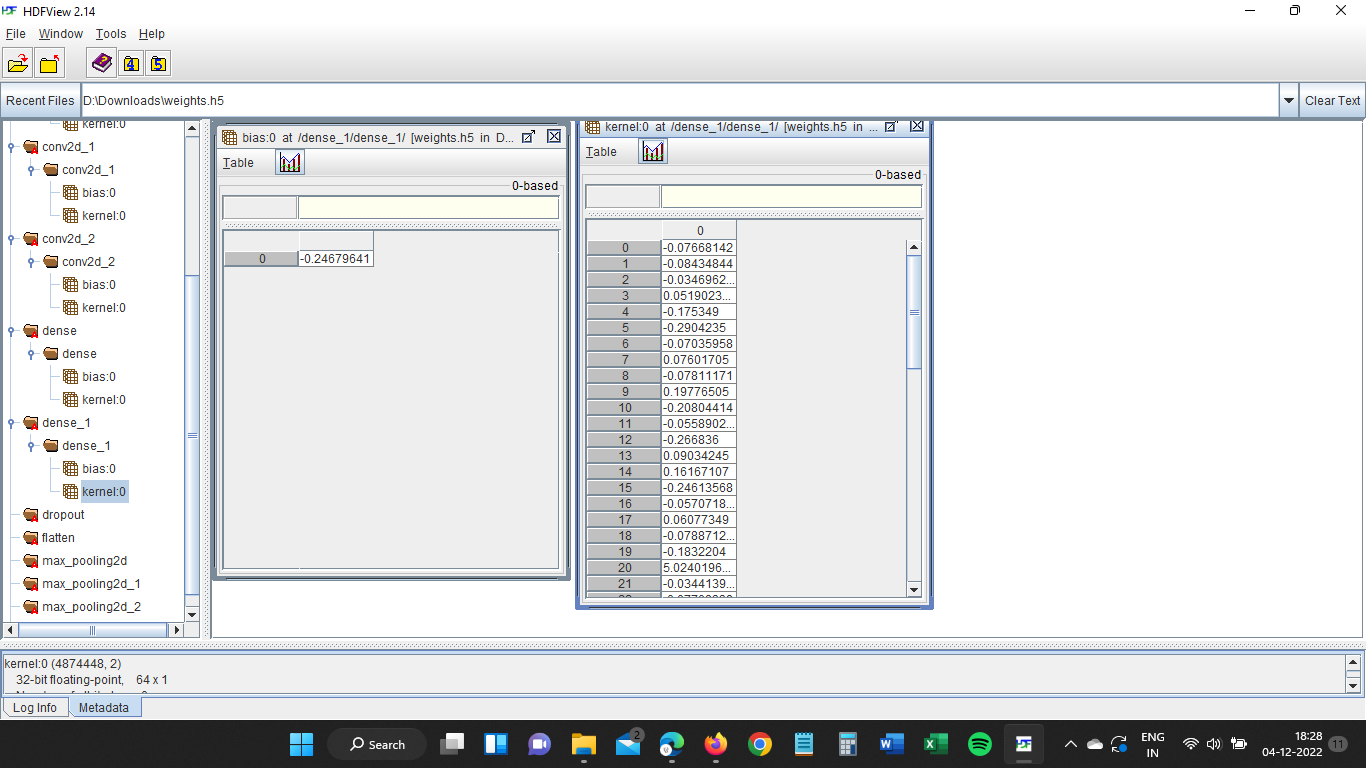 HDFView 2.14
File Window Tools Help
4 5
Recent Files D:\Downloads\weights.h5 Clear Text
kernel:0
conv2d_1
conv2d_1
bias:0
kernel:0
conv2d_2
conv2d_2
bias:0
kernel:0
dense
dense
bias:0
kernel:0
dense_1
dense_1
bias:0
kernel:0
dropout
flatten
max_pooling2d
max_pooling2d_1
max_pooling2d_2
bias:0 at /dense_1/dense_1/ [weights.h5 in D...
Table
0-based
0 -0.24679641
kernel:0 at /dense_1/dense_1/ [weights.h5 in ...
Table
0-based
0
0 -0.07668142
1 -0.08434844
2 -0.0346962...
3 0.0519023...
4 -0.175349
5 -0.2904235
6 -0.07035958
7 0.07601705
8 -0.07811171
9 0.19776505
10 -0.20804414
11 -0.0558902...
12 -0.266836
13 0.09034245
14 0.16167107
15 -0.24613568
16 -0.0570718...
17 0.06077349
18 -0.0788712...
19 -0.1832204
20 5.0240196...
21 -0.0344139...
kernel:0 (4874448, 2)
32-bit floating-point, 64 x 1
Log Info Metadata
Search
2
ENG
IN
18:28
04-12-2022
11